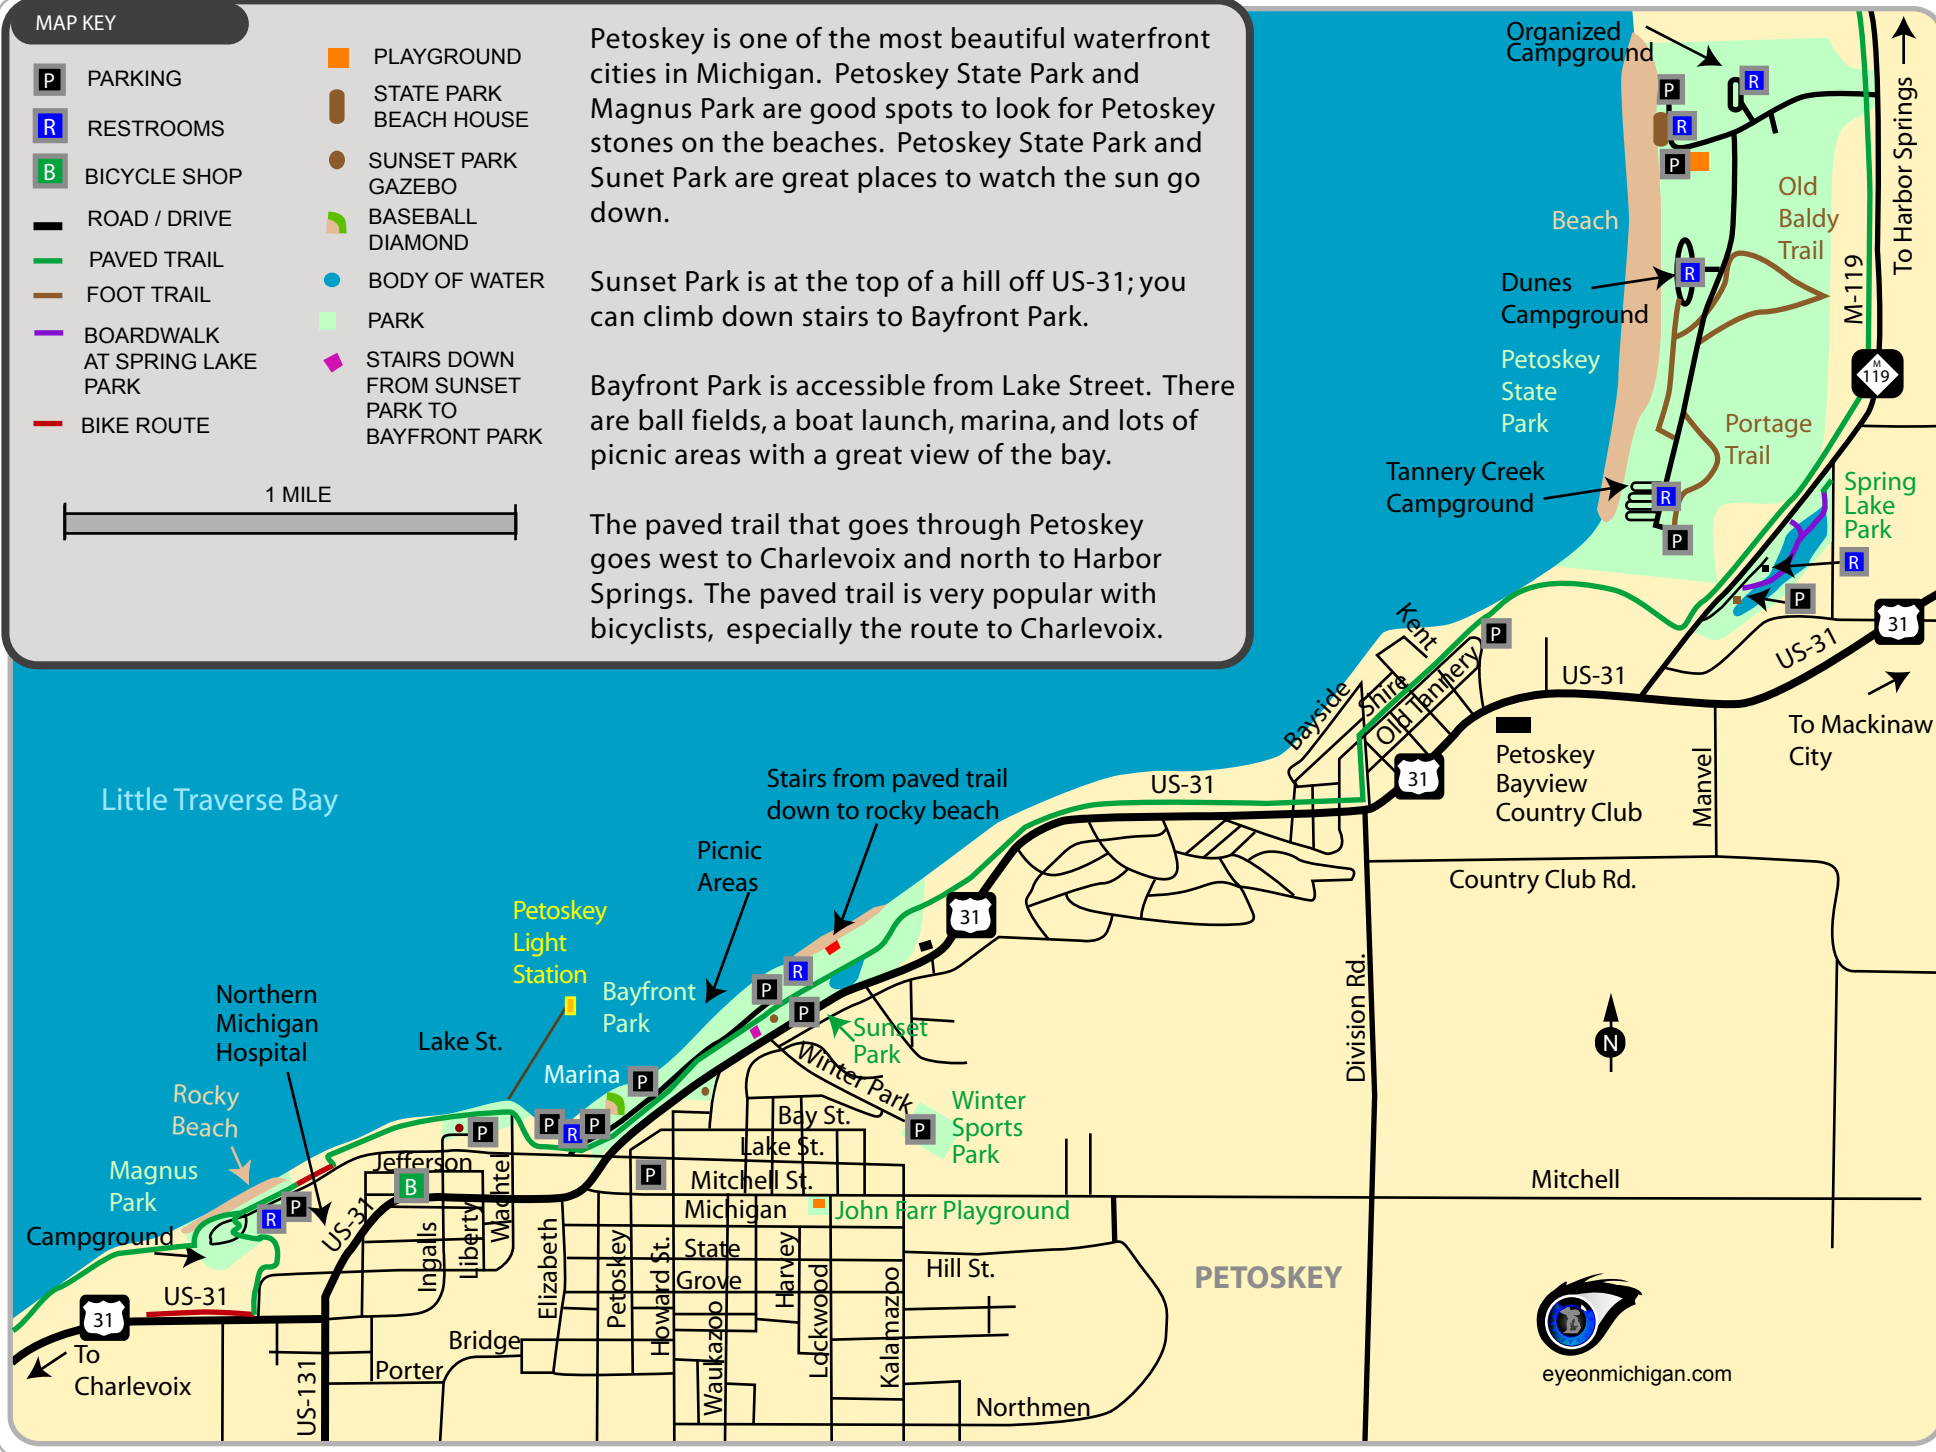 MAP KEY
P PARKING
R RESTROOMS
B BICYCLE SHOP
ROAD / DRIVE
PAVED TRAIL
FOOT TRAIL
BOARDWALK
AT SPRING LAKE
PARK
BIKE ROUTE
PLAYGROUND
STATE PARK
BEACH HOUSE
SUNSET PARK
GAZEBO
BASEBALL
DIAMOND
BODY OF WATER
PARK
STAIRS DOWN
FROM SUNSET
PARK TO
BAYFRONT PARK
1 MILE
Petoskey is one of the most beautiful waterfront
cities in Michigan. Petoskey State Park and
Magnus Park are good spots to look for Petoskey
stones on the beaches. Petoskey State Park and
Sunet Park are great places to watch the sun go
down.
Sunset Park is at the top of a hill off US-31; you
can climb down stairs to Bayfront Park.
Bayfront Park is accessible from Lake Street. There
are ball fields, a boat launch, marina, and lots of
picnic areas with a great view of the bay.
The paved trail that goes through Petoskey
goes west to Charlevoix and north to Harbor
Springs. The paved trail is very popular with
bicyclists, especially the route to Charlevoix.
Organized
Campground
R
P
R
P
To Harbor Springs
Old
Baldy
Trail
Beach
M-119
R
Dunes
Campground
Petoskey
State
Park
M
119
Portage
Trail
Tannery Creek
Campground
R
P
Spring
Lake
Park
R
P
31
US-31
Kent
P
US-31
Shire
Old Tannery
Bayside
To Mackinaw
City
Petoskey
Bayview
Country Club
Manvel
31
US-31
Little Traverse Bay
Stairs from paved trail
down to rocky beach
Picnic
Areas
Country Club Rd.
Petoskey
Light
Station
31
Division Rd.
R
P
P
Bayfront
Park
Northern
Michigan
Hospital
Lake St.
Sunset
Park
N
Marina
P
Winter Park
Rocky
Beach
Winter
Sports
Park
P
Bay St.
P
P
R
P
Lake St.
Jefferson
Magnus
Park
P
Mitchell St.
Mitchell
B
Wachtel
Michigan
John Farr Playground
P
R
US-31
Campground
Ingalls
Liberty
Elizabeth
Petoskey
Howard St.
State
Harvey
Grove
Lockwood
Kalamazoo
Hill St.
PETOSKEY
US-31
31
Bridge
Waukazoo
To
Charlevoix
Porter
US-131
Northmen
eyeonmichigan.com